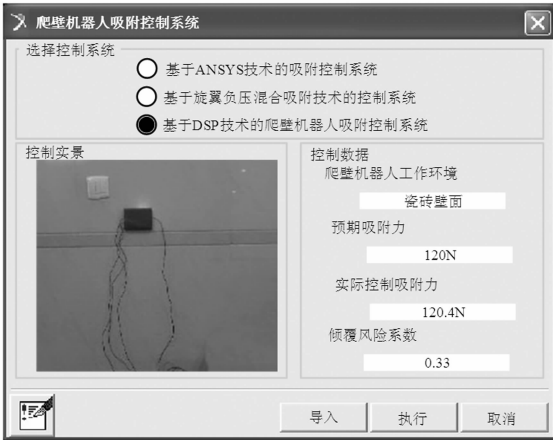 爬壁机器人吸附控制系统
选择控制系统
基于ANSYS技术的吸附控制系统
基于旋翼负压混合吸附技术的控制系统
基于DSP技术的爬壁机器人吸附控制系统
控制实景
控制数据
爬壁机器人工作环境
瓷砖壁面
预期吸附力
120N
实际控制吸附力
120.4N
倾覆风险系数
0.33
导入
执行
取消